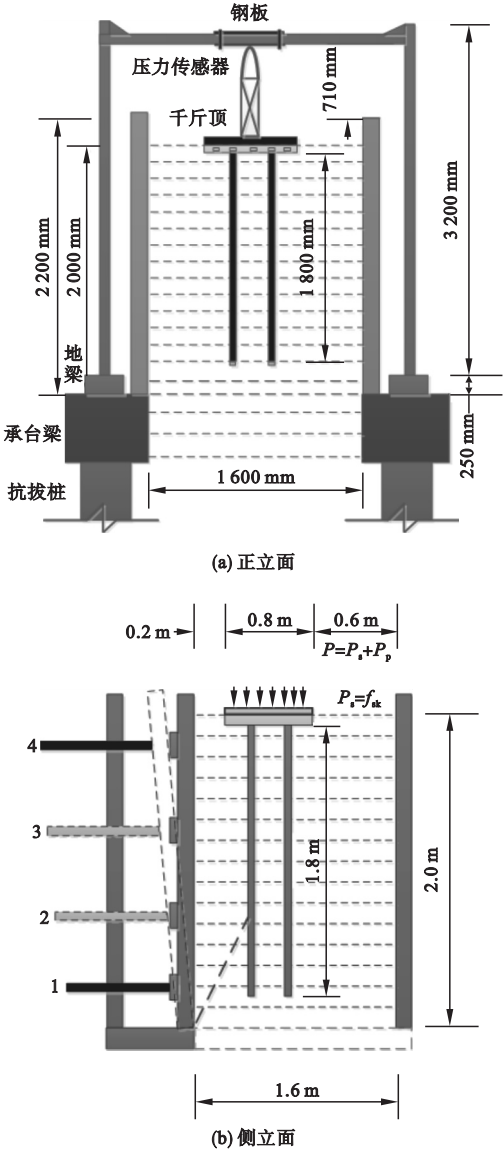 钢板
压力传感器
千斤顶
710 mm
2 200 mm
2 000 mm
1 800 mm
3 200 mm
地梁
承台梁
250 mm
抗拔桩
1 600 mm
(a) 正立面
0.2 m
0.8 m
0.6 m
P=Ps+Pp
Ps=fsk
4
3
2
1
1.8 m
2.0 m
1.6 m
(b) 侧立面